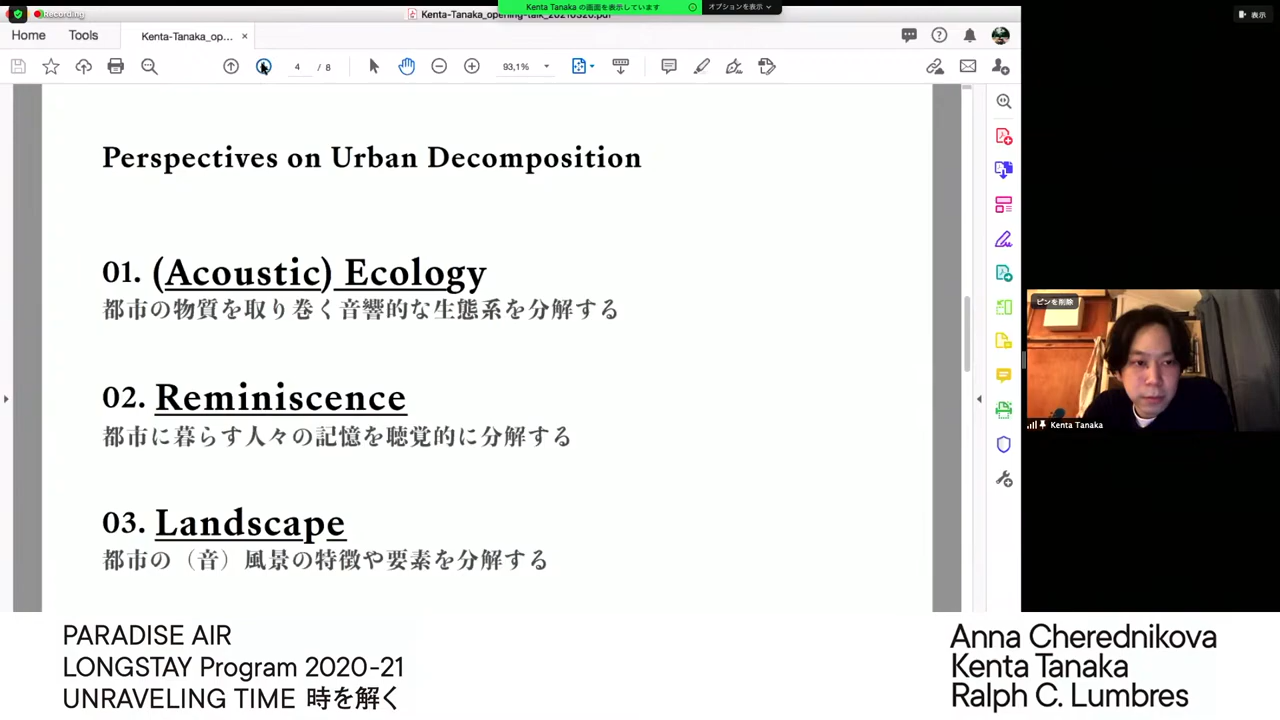 Recording
Kenta-Tanaka_opening-talk_20210320.pdf
Kenta Tanaka の画面を表示しています
オプションを表示
表示
Home
Tools
Kenta-Tanaka_op...
×
4 / 8
93,1%
Perspectives on Urban Decomposition
01. (Acoustic) Ecology
都市の物質を取り巻く音響的な生態系を分解する
02. Reminiscence
都市に暮らす人々の記憶を聴覚的に分解する
03. Landscape
都市の（音）風景の特徴や要素を分解する
ピンを削除
Kenta Tanaka
PARADISE AIR
LONGSTAY Program 2020-21
UNRAVELING TIME 時を解く
Anna Cherednikova
Kenta Tanaka
Ralph C. Lumbres